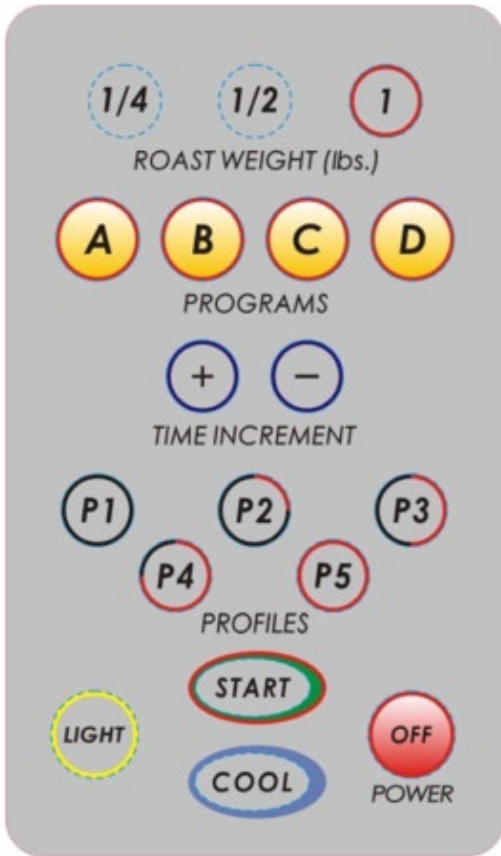 1/4 1/2 1
ROAST WEIGHT (lbs.)
A B C D
PROGRAMS
+ −
TIME INCREMENT
P1 P2 P3
P4 P5
PROFILES
START
LIGHT OFF
COOL
POWER